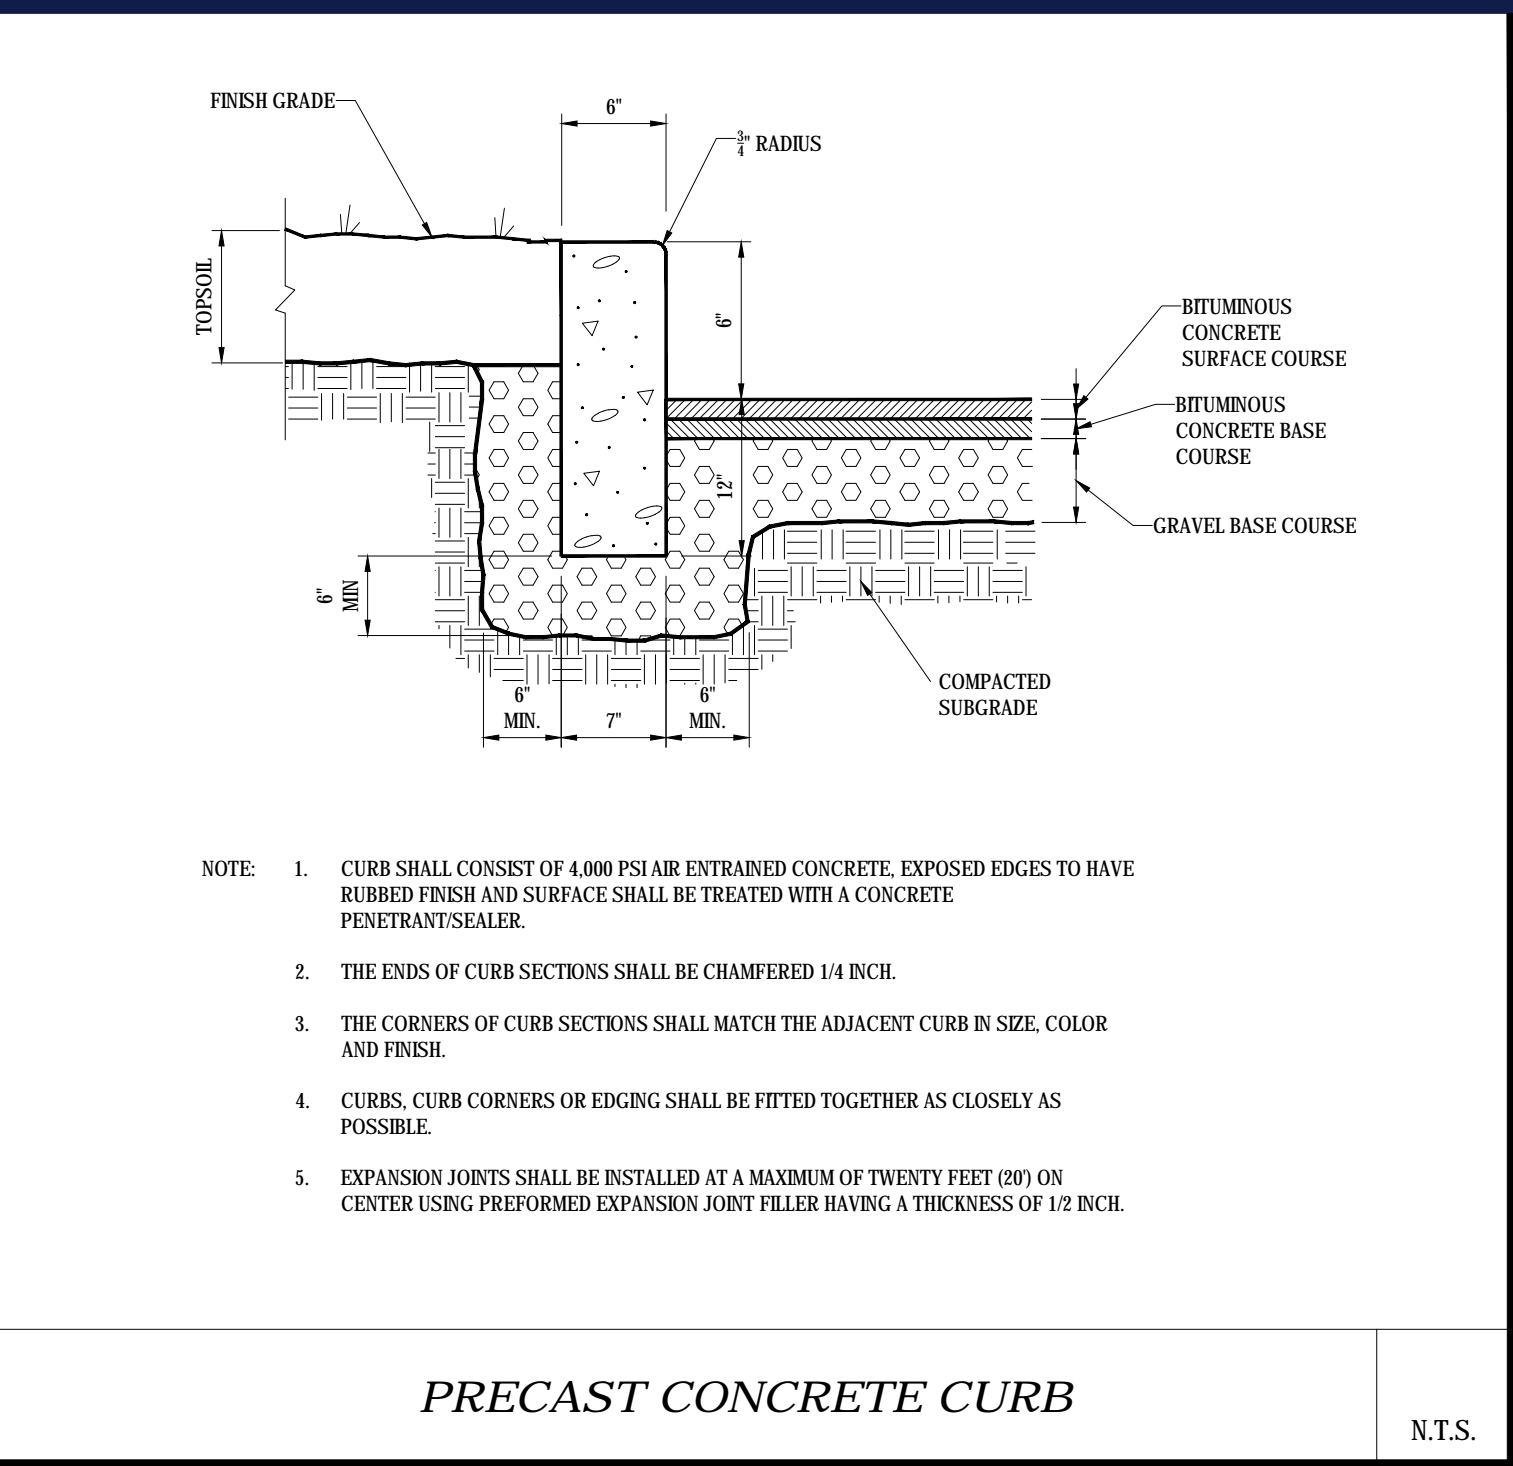 FINISH GRADE
6"
3/4" RADIUS
TOPSOIL
6"
BITUMINOUS
CONCRETE
SURFACE COURSE
BITUMINOUS
CONCRETE BASE
COURSE
12"
GRAVEL BASE COURSE
6"
MIN
COMPACTED
SUBGRADE
6"
MIN.
7"
6"
MIN.
NOTE: 1. CURB SHALL CONSIST OF 4,000 PSI AIR ENTRAINED CONCRETE, EXPOSED EDGES TO HAVE
RUBBED FINISH AND SURFACE SHALL BE TREATED WITH A CONCRETE
PENETRANT/SEALER.
2. THE ENDS OF CURB SECTIONS SHALL BE CHAMFERED 1/4 INCH.
3. THE CORNERS OF CURB SECTIONS SHALL MATCH THE ADJACENT CURB IN SIZE, COLOR
AND FINISH.
4. CURBS, CURB CORNERS OR EDGING SHALL BE FITTED TOGETHER AS CLOSELY AS
POSSIBLE.
5. EXPANSION JOINTS SHALL BE INSTALLED AT A MAXIMUM OF TWENTY FEET (20') ON
CENTER USING PREFORMED EXPANSION JOINT FILLER HAVING A THICKNESS OF 1/2 INCH.
PRECAST CONCRETE CURB
N.T.S.